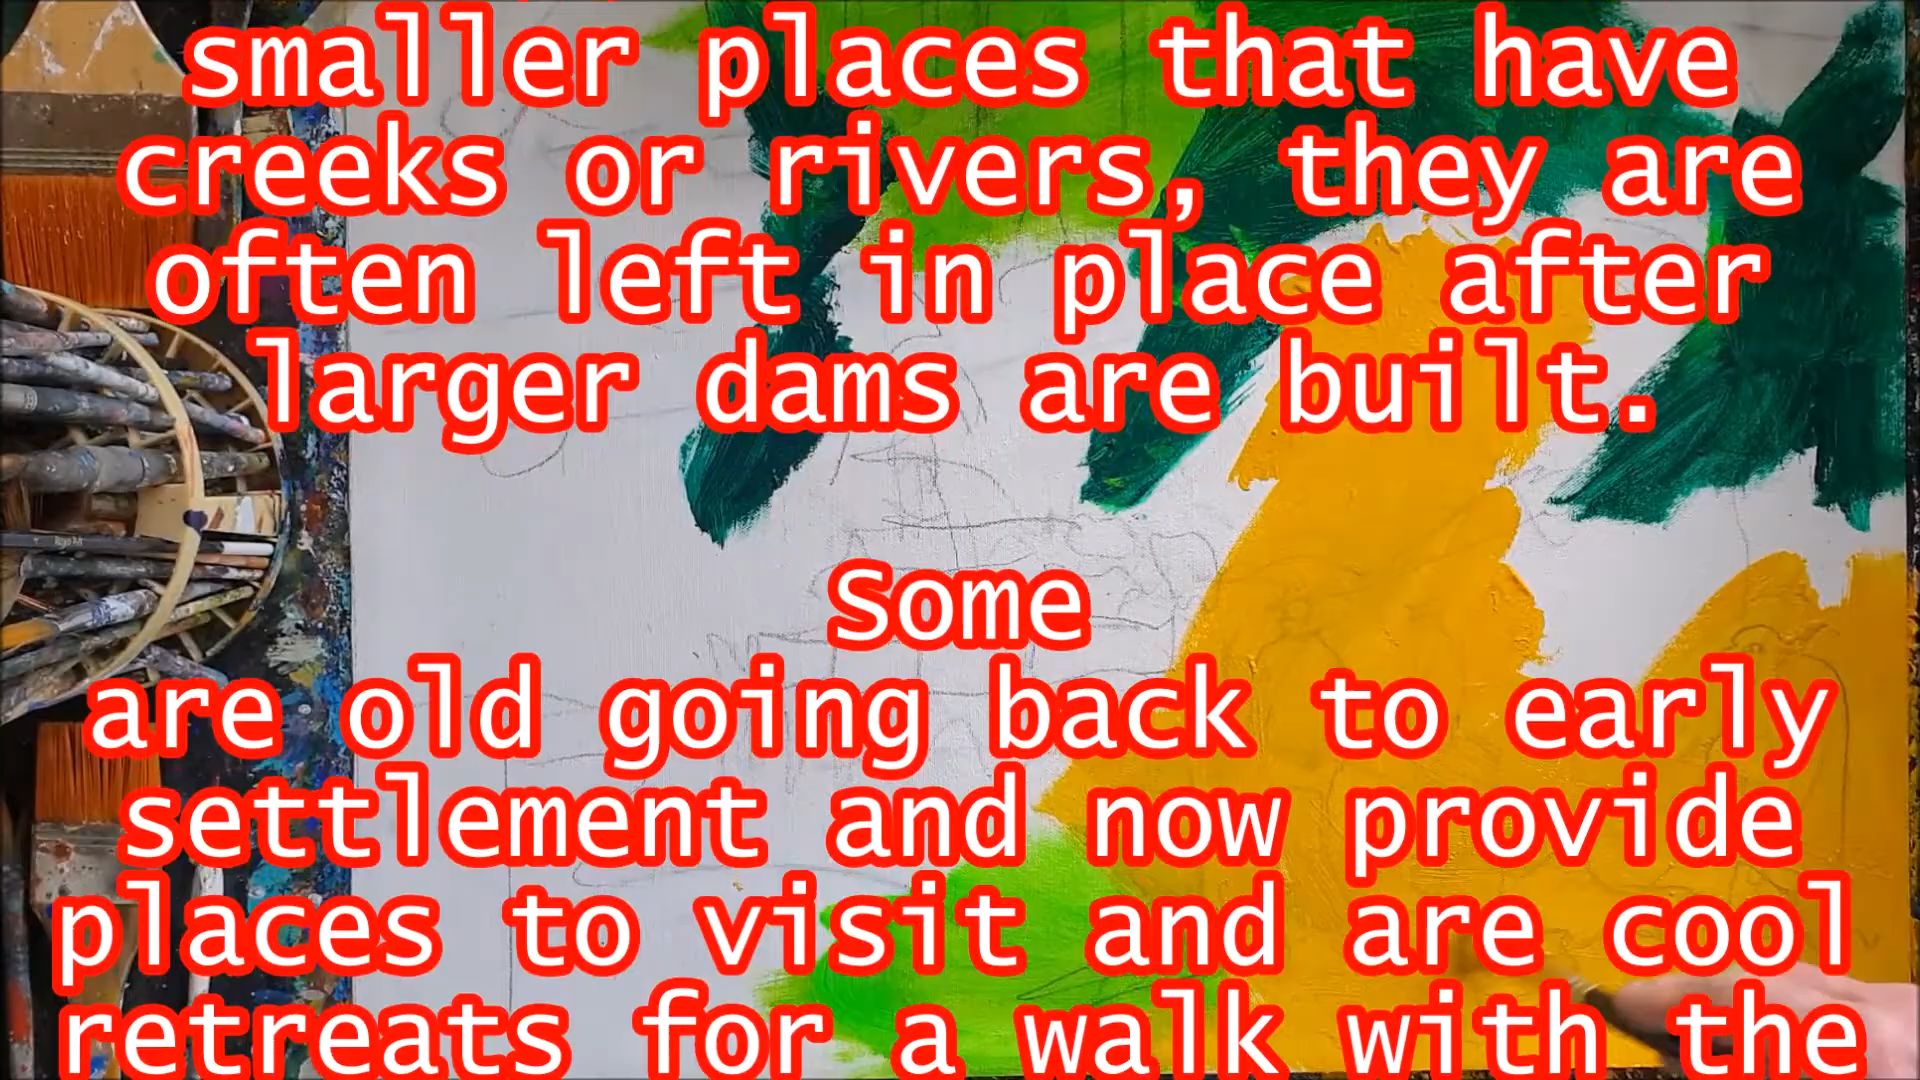 smaller places that have
creeks or rivers, they are
often left in place after
larger dams are built.
Some
are old going back to early
settlement and now provide
places to visit and are cool
retreats for a walk with the